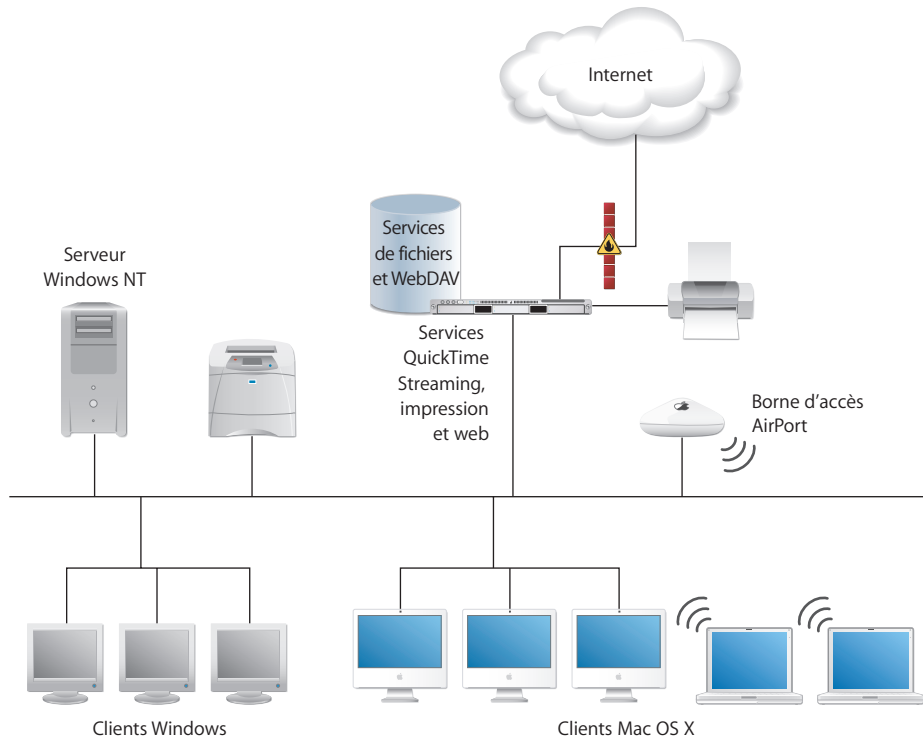 Internet
Services
de fichiers
et WebDAV
Serveur
Windows NT
Services
QuickTime
Streaming,
impression
et web
Borne d'accès
AirPort
Clients Windows
Clients Mac OS X